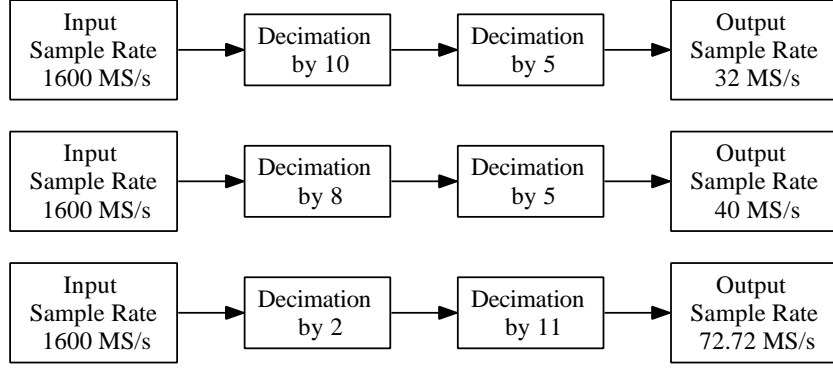 Input
Sample Rate
1600 MS/s
Decimation
by 10
Decimation
by 5
Output
Sample Rate
32 MS/s
Input
Sample Rate
1600 MS/s
Decimation
by 8
Decimation
by 5
Output
Sample Rate
40 MS/s
Input
Sample Rate
1600 MS/s
Decimation
by 2
Decimation
by 11
Output
Sample Rate
72.72 MS/s